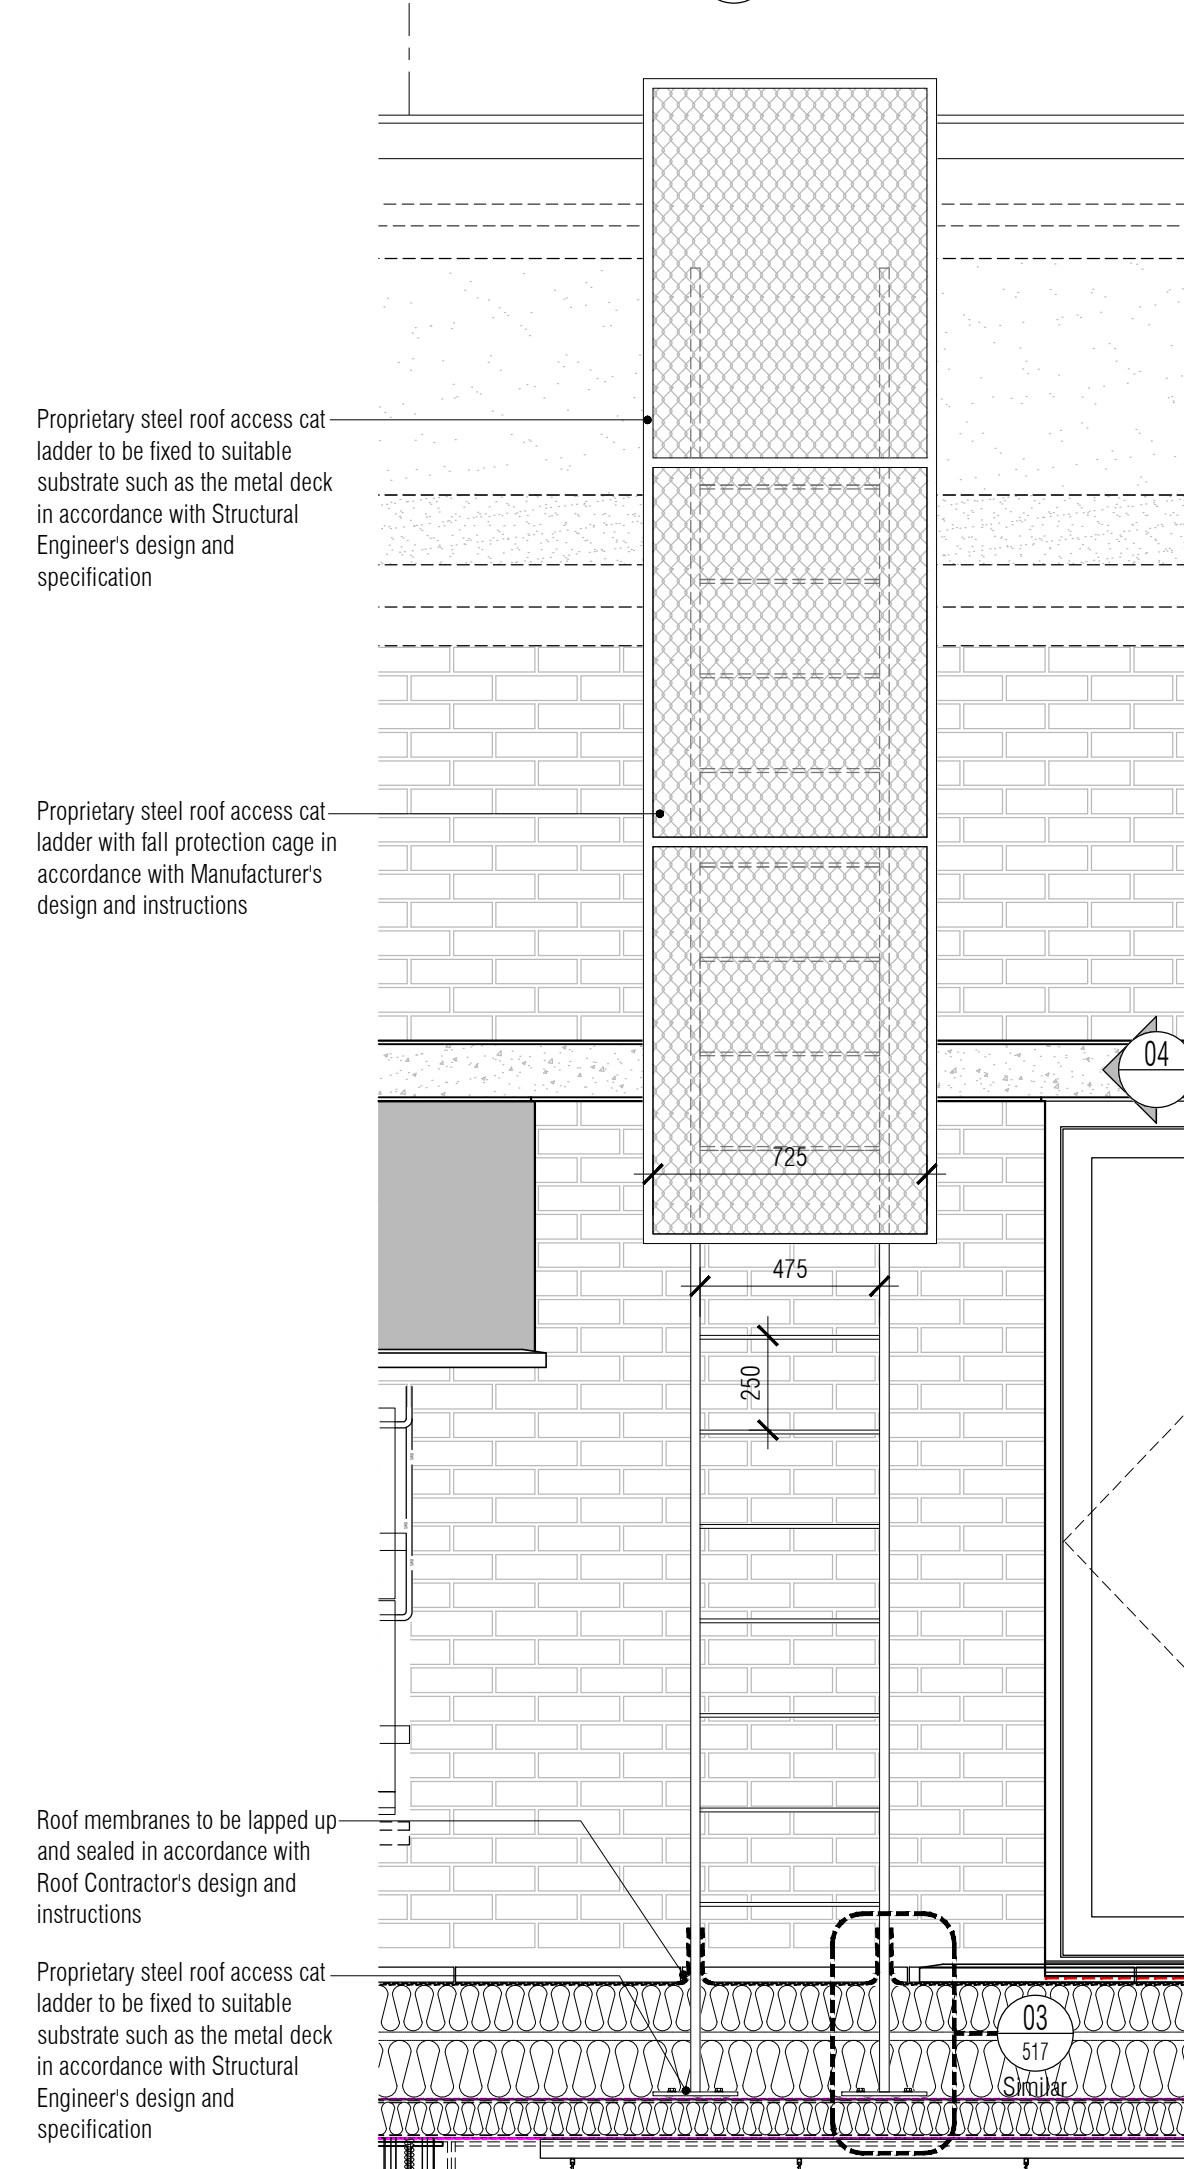 Proprietary steel roof access cat
ladder to be fixed to suitable
substrate such as the metal deck
in accordance with Structural
Engineer's design and
specification
Proprietary steel roof access cat
ladder with fall protection cage in
accordance with Manufacturer's
design and instructions
04
725
475
250
Roof membranes to be lapped up
and sealed in accordance with
Roof Contractor's design and
instructions
Proprietary steel roof access cat
ladder to be fixed to suitable
substrate such as the metal deck
in accordance with Structural
Engineer's design and
specification
03
517
Similar